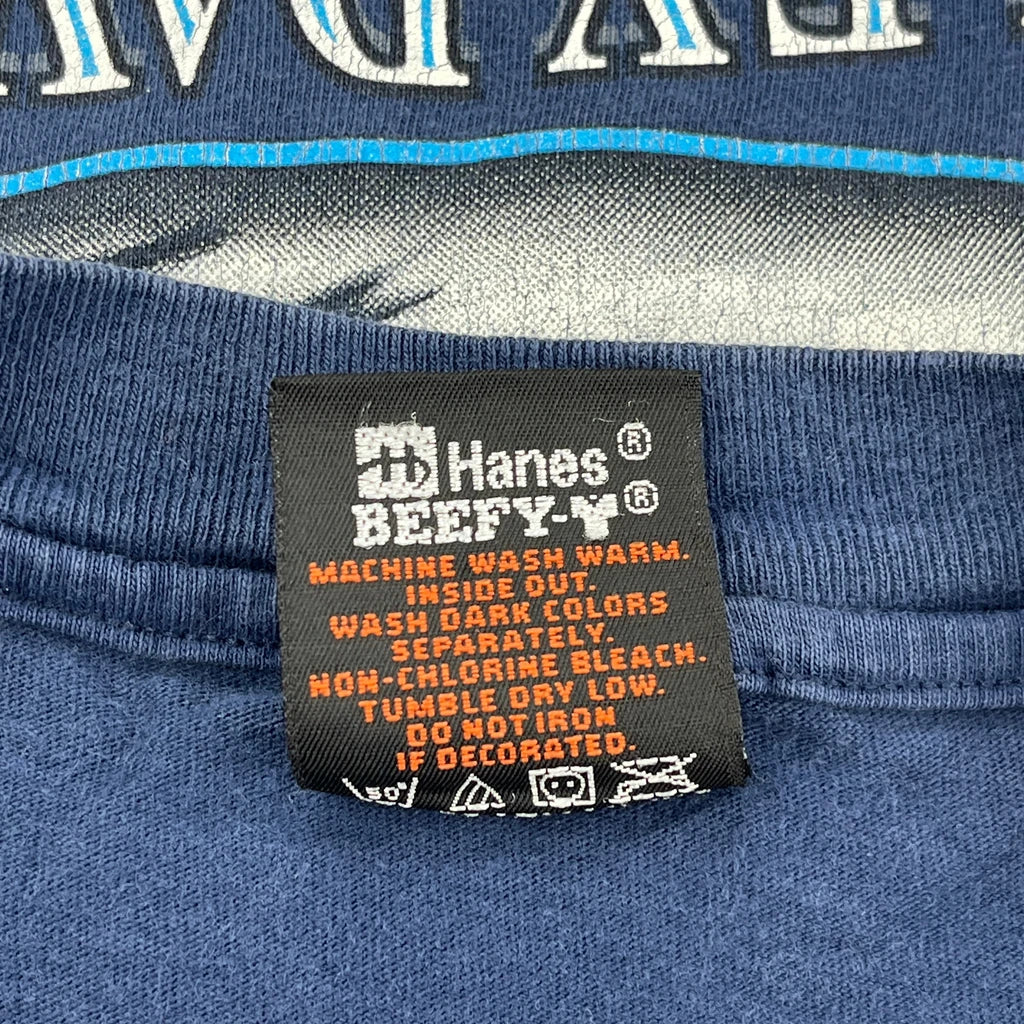 Hanes®
BEEFY-T®
MACHINE WASH WARM.
INSIDE OUT.
WASH DARK COLORS
SEPARATELY.
NON-CHLORINE BLEACH.
TUMBLE DRY LOW.
DO NOT IRON
IF DECORATED.
50°